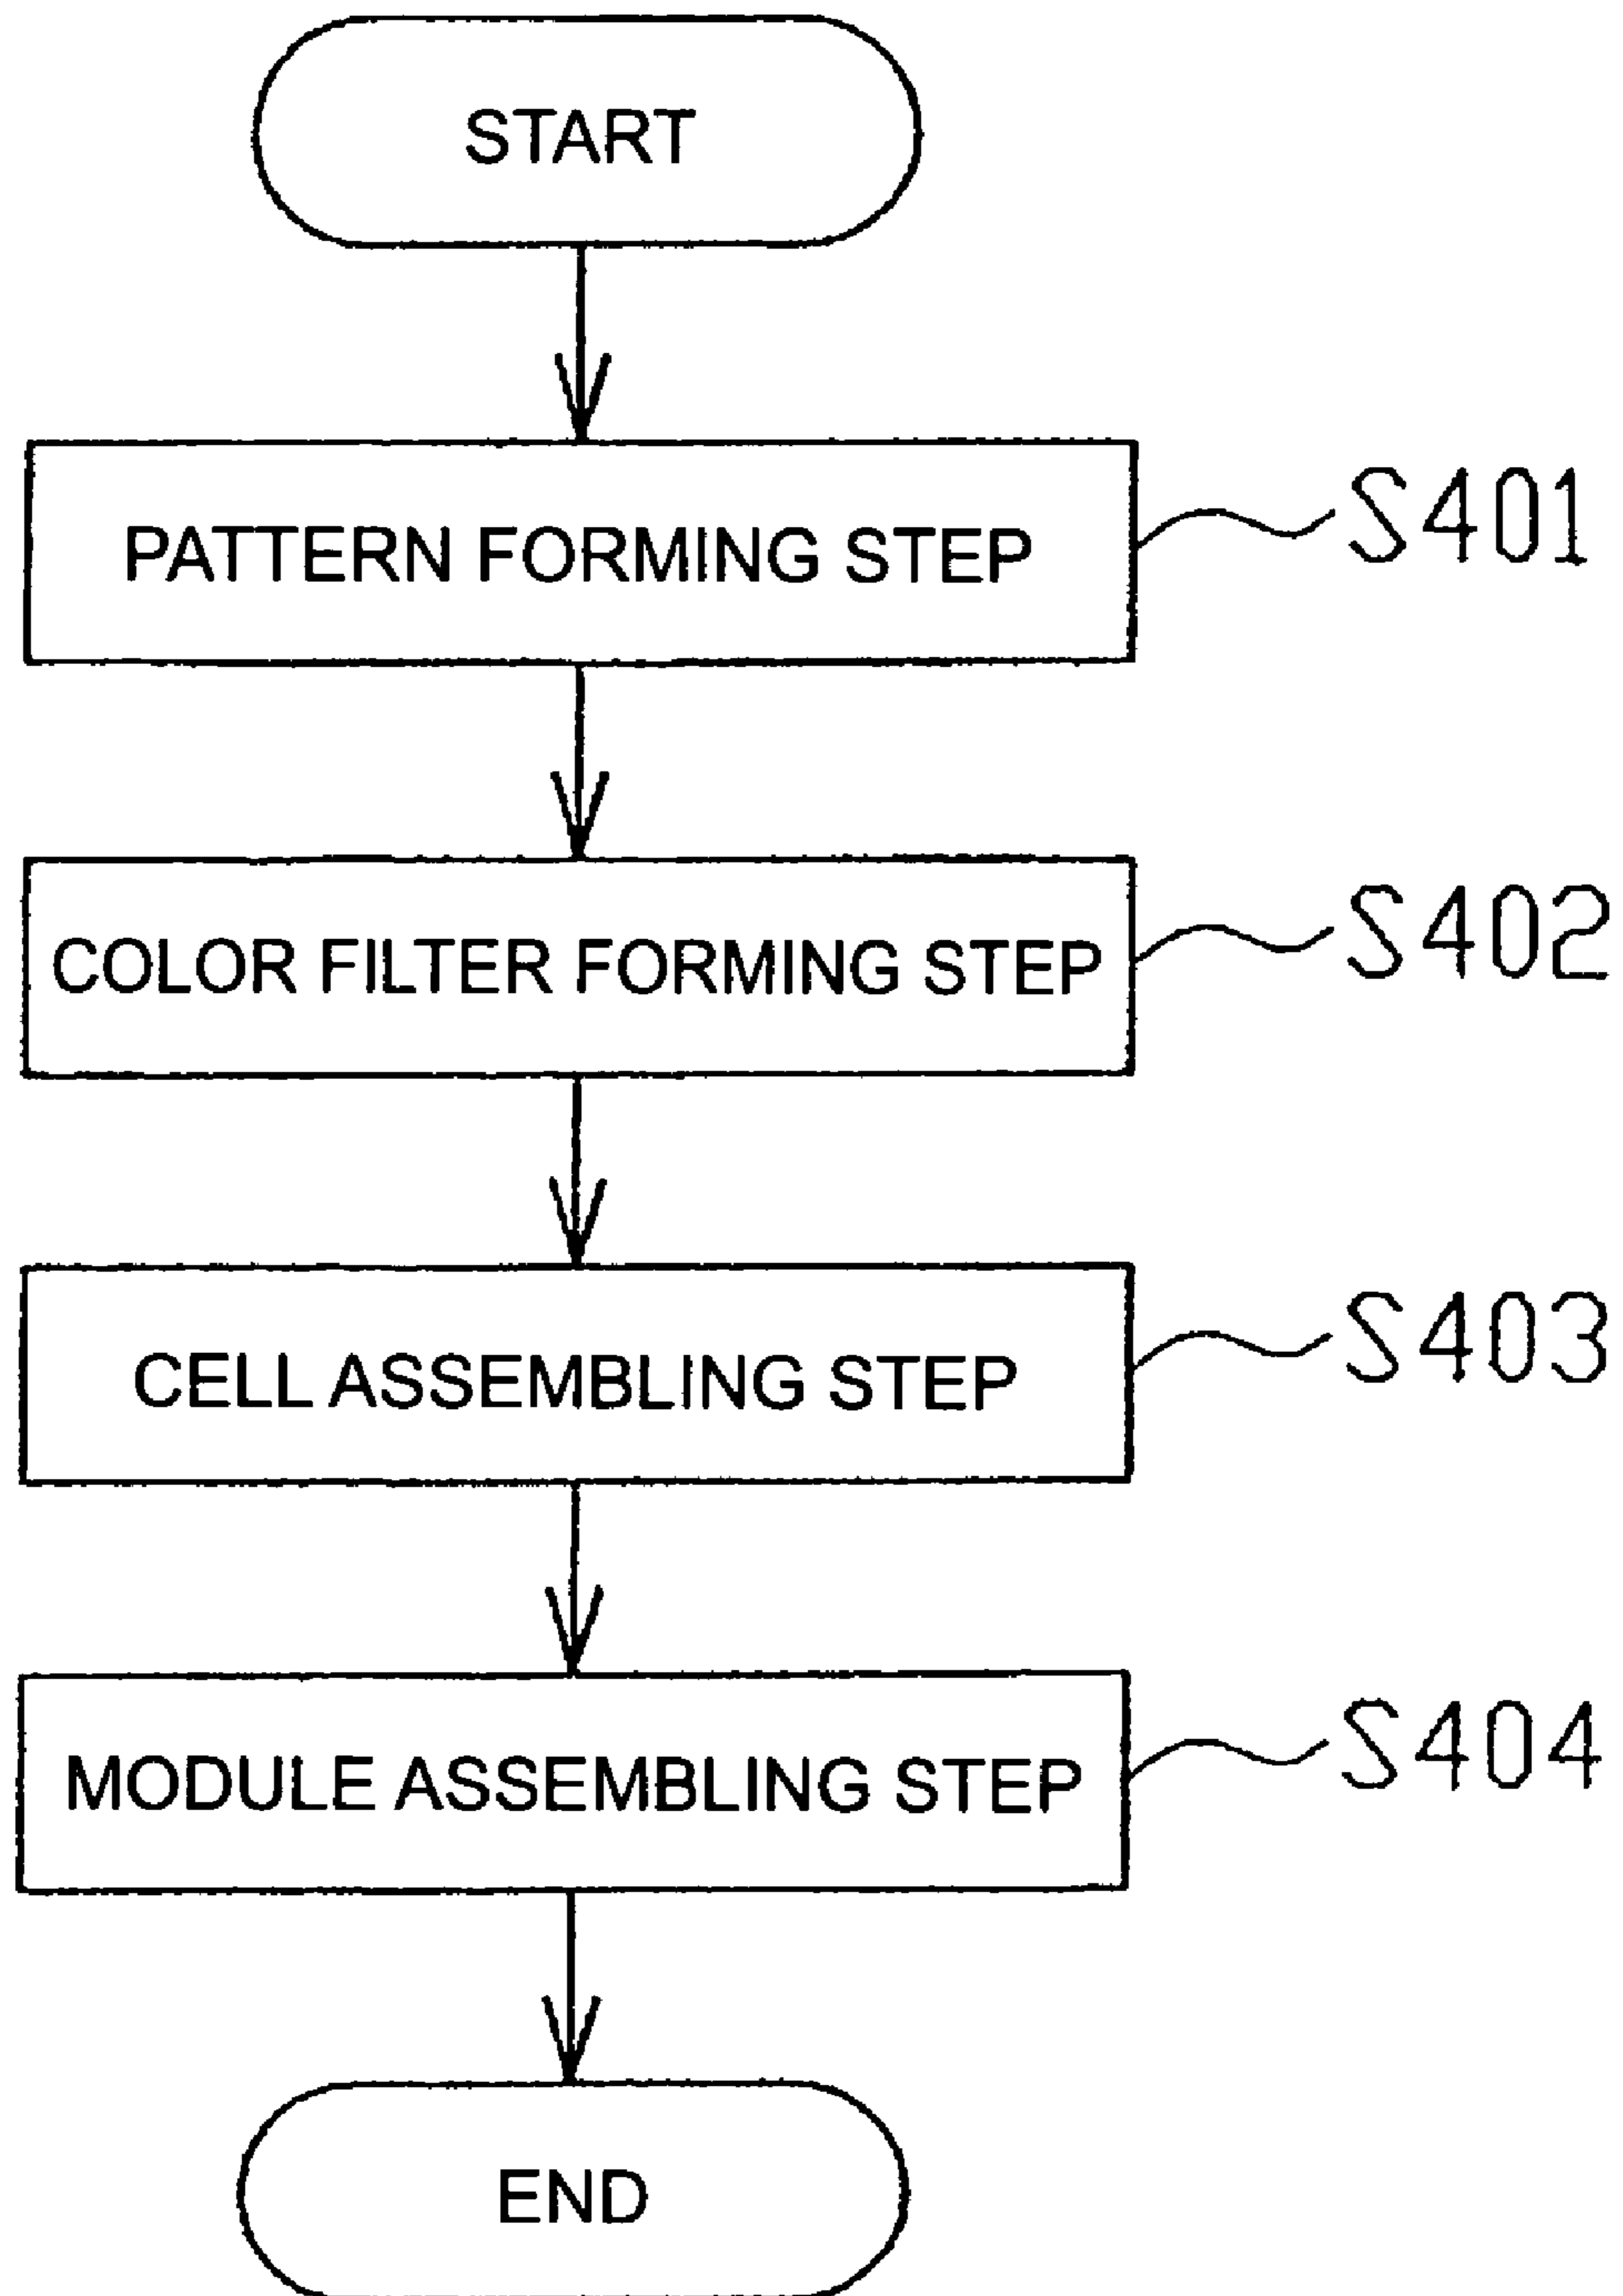 START
PATTERN FORMING STEP
S401
COLOR FILTER FORMING STEP
S402
CELL ASSEMBLING STEP
S403
MODULE ASSEMBLING STEP
S404
END